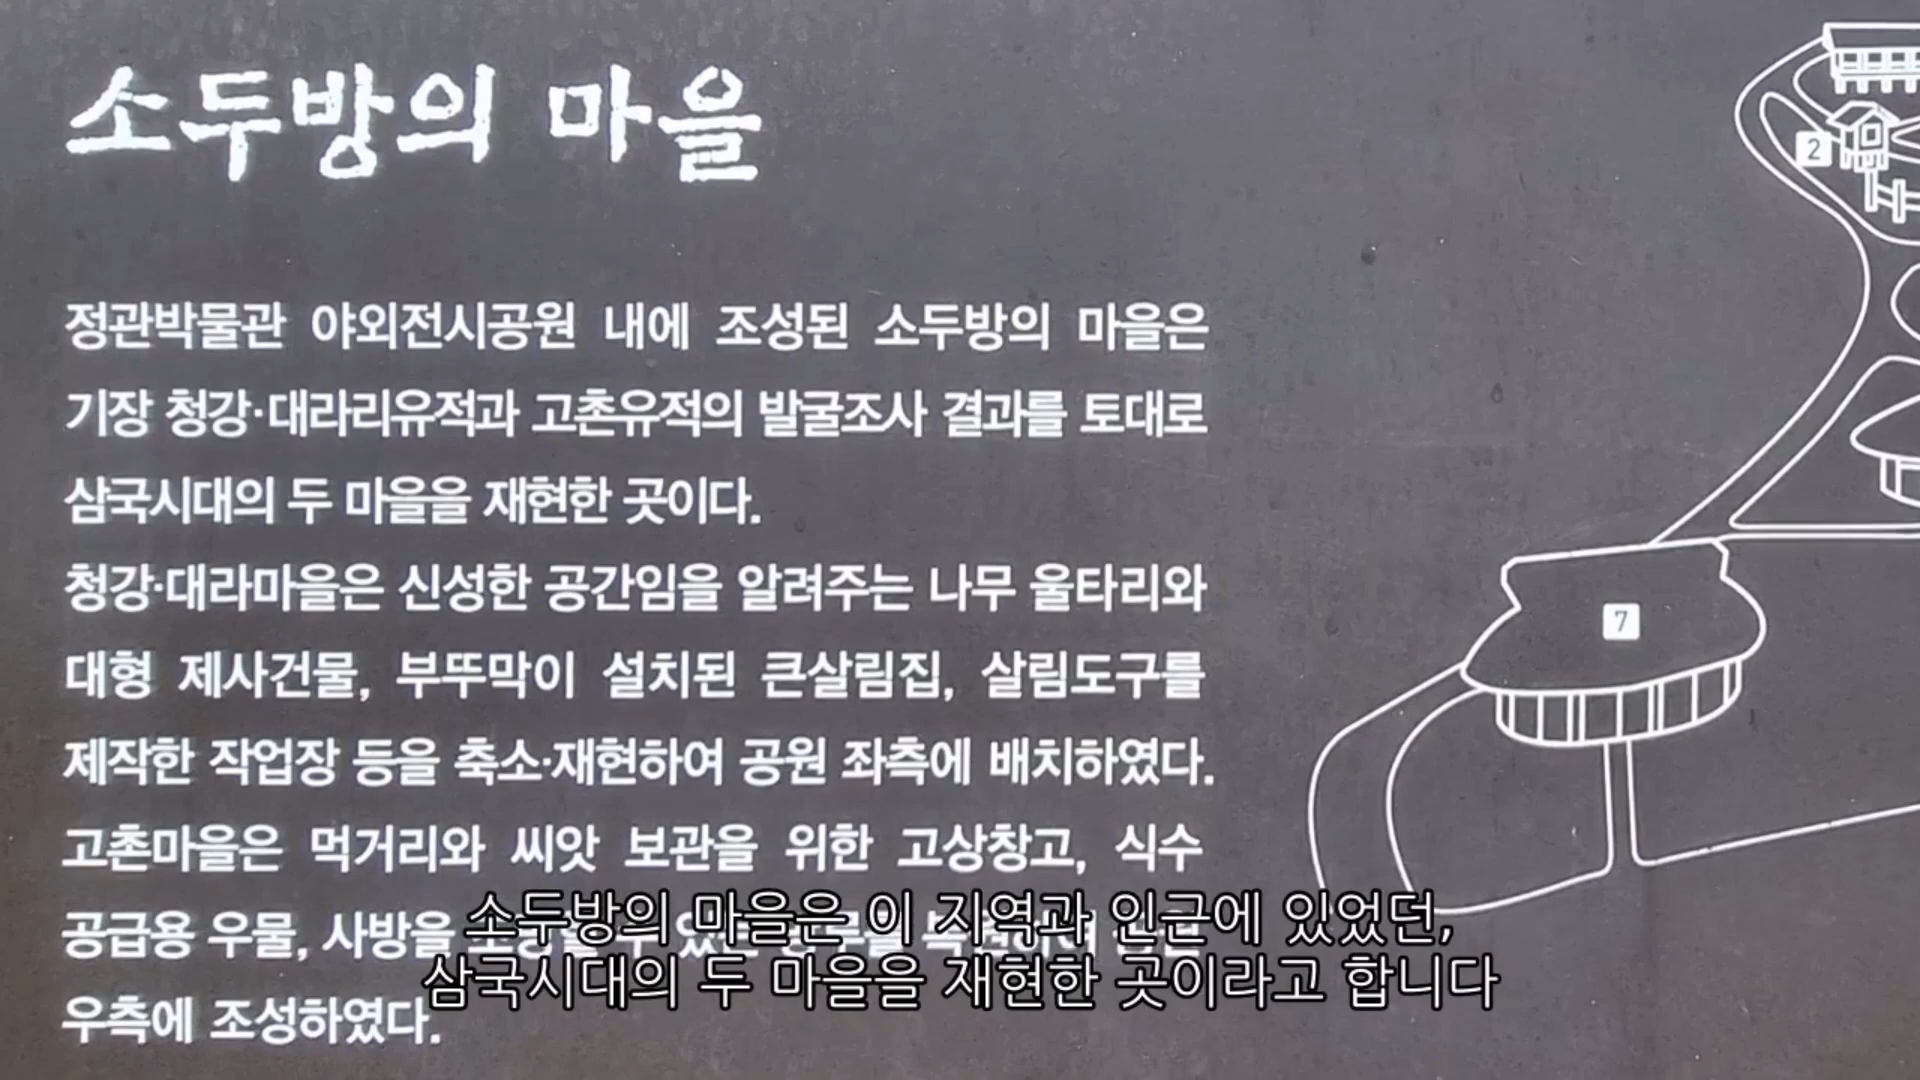 소두방의 마을
정관박물관 야외전시공원 내에 조성된 소두방의 마을은
기장 청강·대라리유적과 고촌유적의 발굴조사 결과를 토대로
삼국시대의 두 마을을 재현한 곳이다.
청강·대라마을은 신성한 공간임을 알려주는 나무 울타리와
대형 제사건물, 부뚜막이 설치된 큰살림집, 살림도구를
제작한 작업장 등을 축소·재현하여 공원 좌측에 배치하였다.
고촌마을은 먹거리와 씨앗 보관을 위한 고상창고, 식수
공급용 우물, 사방을
우측에 조성하였다.
2
7
소두방의 마을은 이 지역과 인근에 있었던,
삼국시대의 두 마을을 재현한 곳이라고 합니다